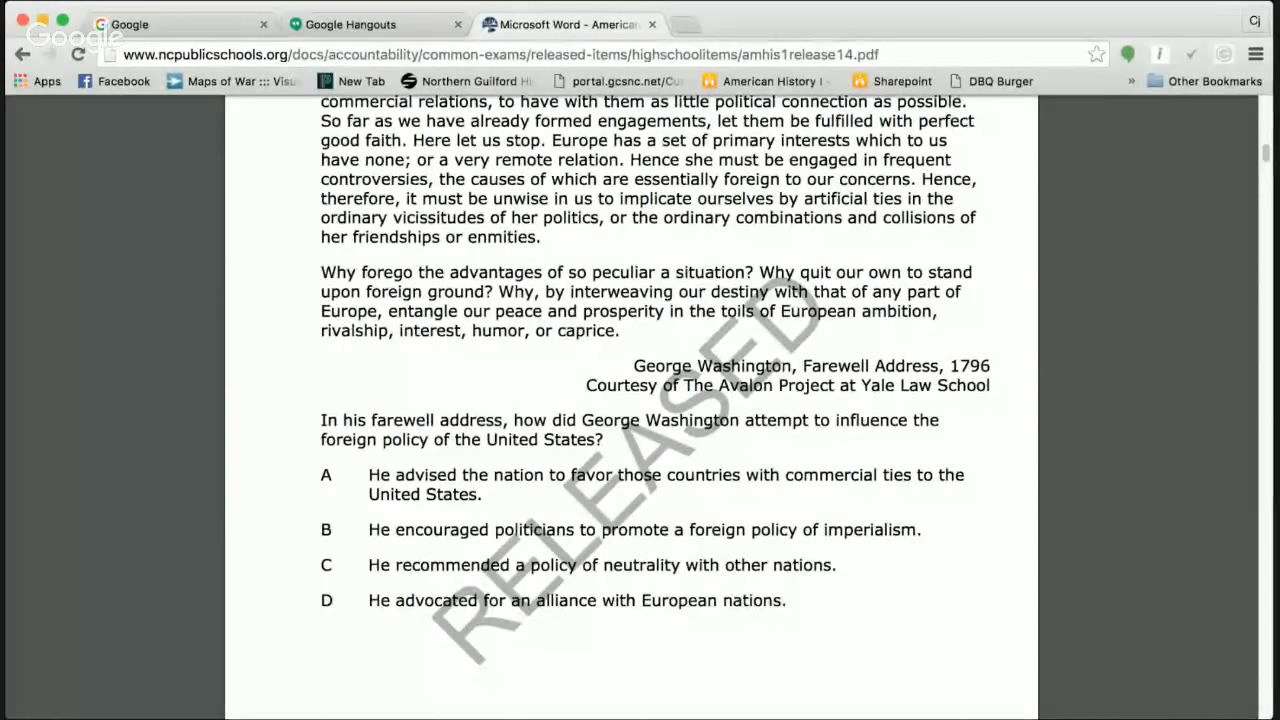 Google
Google Hangouts
Microsoft Word - American
Cj
Google
www.ncpublicschools.org/docs/accountability/common-exams/released-items/highschoolitems/amhis1release14.pdf
Apps
Facebook
Maps of War ::: Visu
New Tab
Northern Guilford Hi
portal.gcsnc.net/Cu
American History I -
Sharepoint
DBQ Burger
»
Other Bookmarks
commercial relations, to have with them as little political connection as possible.
So far as we have already formed engagements, let them be fulfilled with perfect
good faith. Here let us stop. Europe has a set of primary interests which to us
have none; or a very remote relation. Hence she must be engaged in frequent
controversies, the causes of which are essentially foreign to our concerns. Hence,
therefore, it must be unwise in us to implicate ourselves by artificial ties in the
ordinary vicissitudes of her politics, or the ordinary combinations and collisions of
her friendships or enmities.
Why forego the advantages of so peculiar a situation? Why quit our own to stand
upon foreign ground? Why, by interweaving our destiny with that of any part of
Europe, entangle our peace and prosperity in the toils of European ambition,
rivalship, interest, humor, or caprice.
George Washington, Farewell Address, 1796
Courtesy of The Avalon Project at Yale Law School
In his farewell address, how did George Washington attempt to influence the
foreign policy of the United States?
A He advised the nation to favor those countries with commercial ties to the
United States.
B He encouraged politicians to promote a foreign policy of imperialism.
C He recommended a policy of neutrality with other nations.
D He advocated for an alliance with European nations.
RELEASED